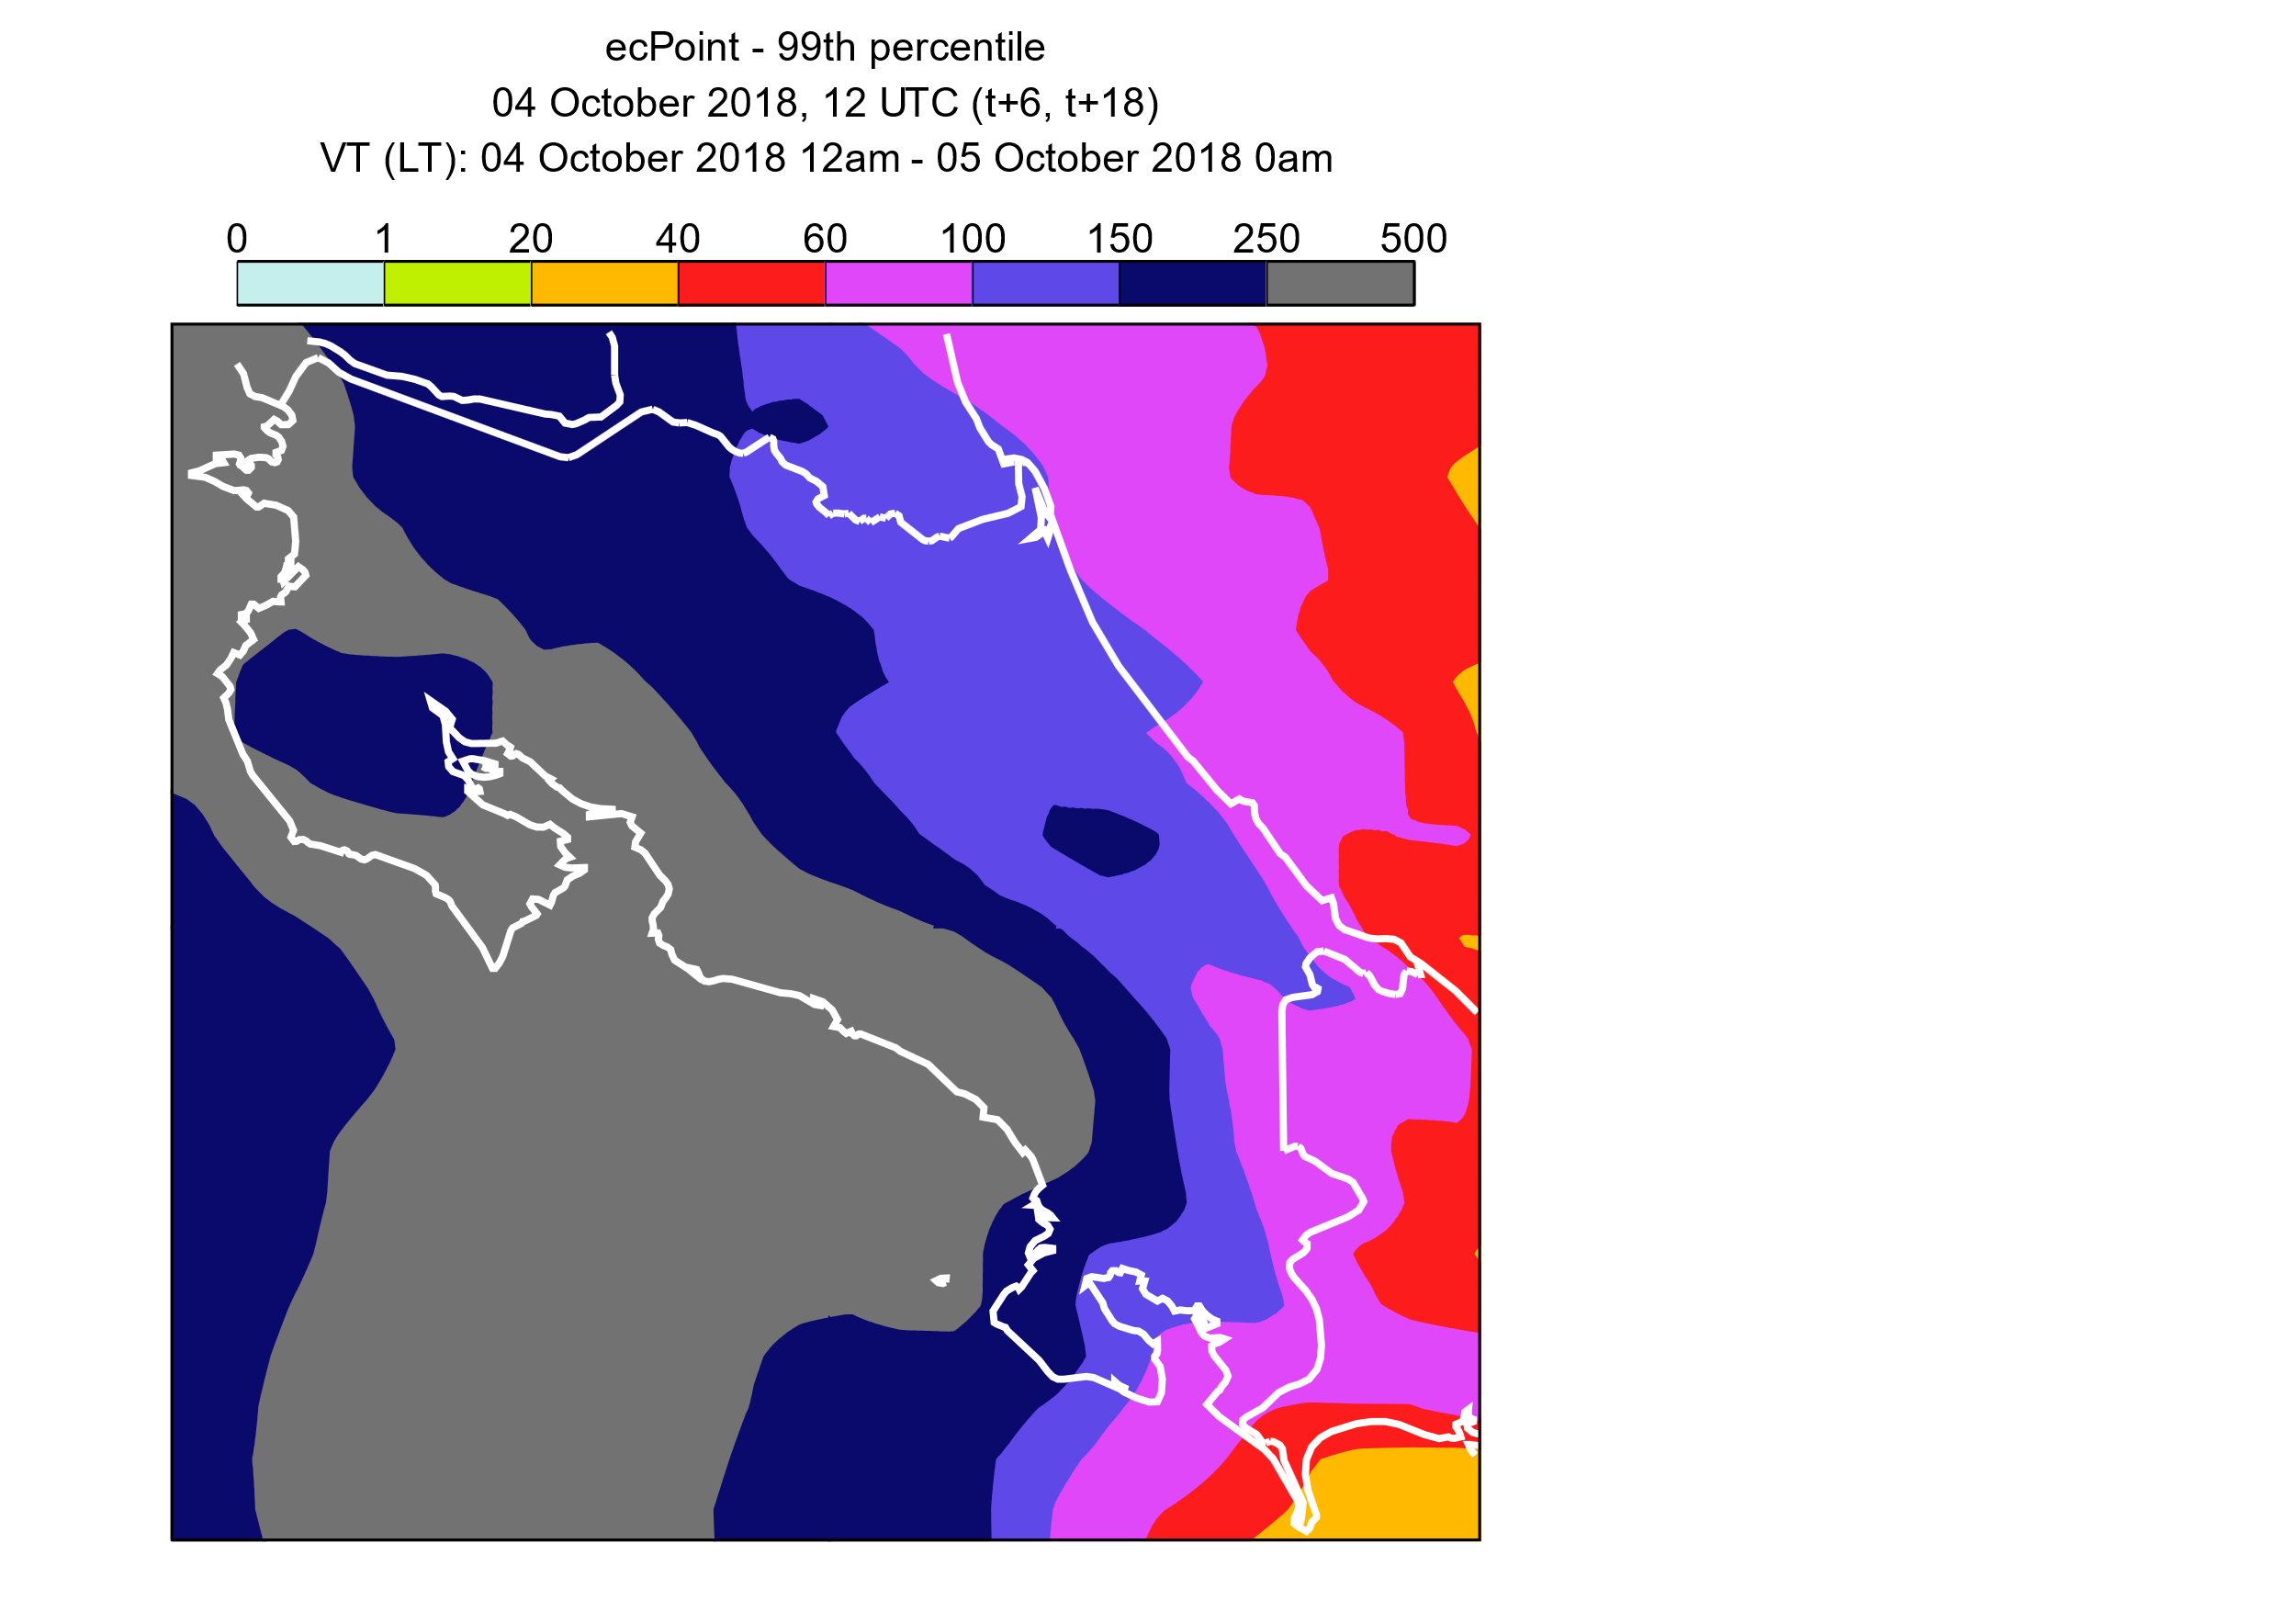 ecPoint - 99th percentile
04 October 2018, 12 UTC (t+6, t+18)
VT (LT): 04 October 2018 12am - 05 October 2018 0am
0 1 20 40 60 100 150 250 500